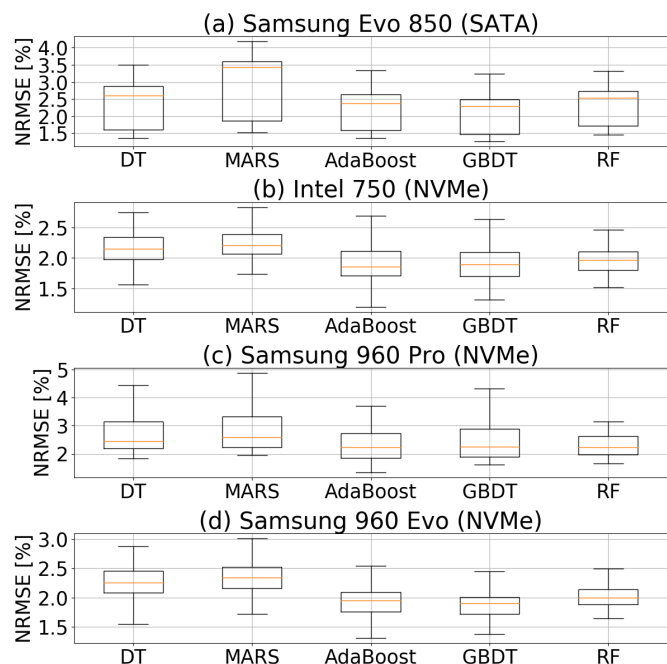 (a) Samsung Evo 850 (SATA)
NRMSE [%]
4.0
3.5
3.0
2.5
2.0
1.5
DT MARS AdaBoost GBDT RF
(b) Intel 750 (NVMe)
NRMSE [%]
2.5
2.0
1.5
DT MARS AdaBoost GBDT RF
(c) Samsung 960 Pro (NVMe)
NRMSE [%]
5
4
3
2
DT MARS AdaBoost GBDT RF
(d) Samsung 960 Evo (NVMe)
NRMSE [%]
3.0
2.5
2.0
1.5
DT MARS AdaBoost GBDT RF